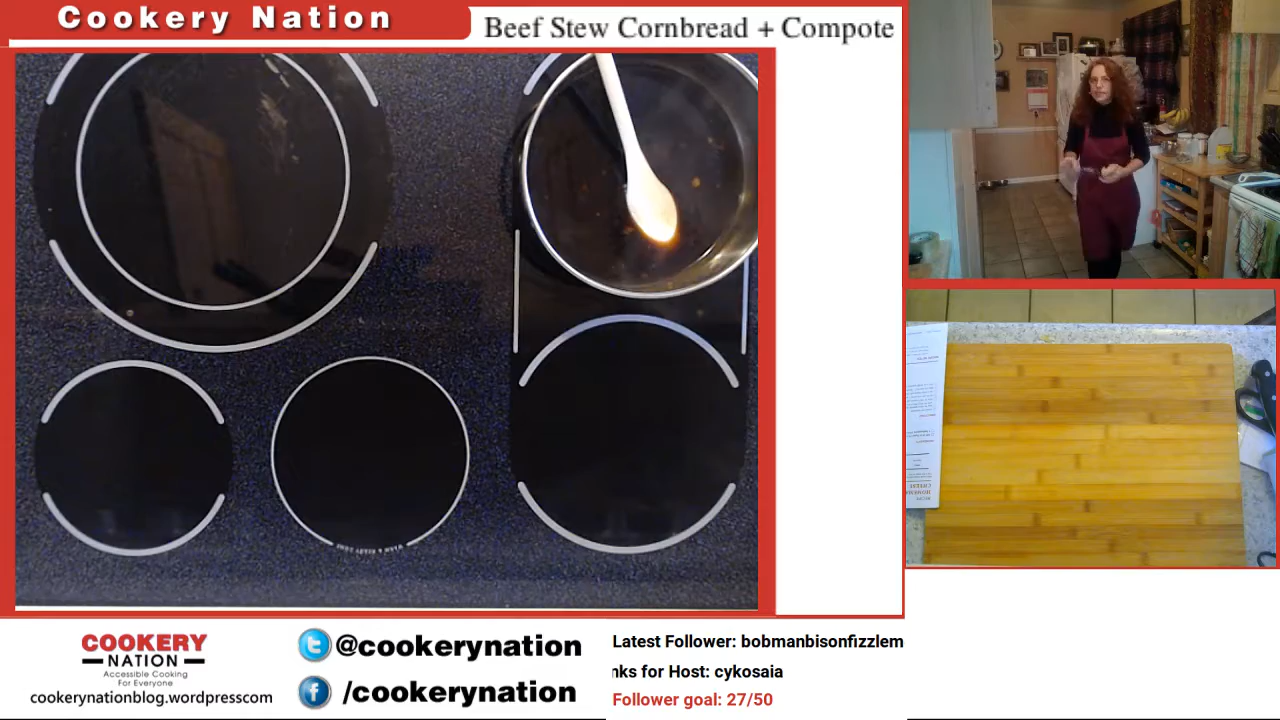 Cookery Nation
Beef Stew Cornbread + Compote
COOKERY
NATION
Accessible Cooking
For Everyone
cookerynationblog.wordpresscom
@cookerynation
/cookerynation
Latest Follower: bobmanbisonfizzlem
nks for Host: cykosaia
Follower goal: 27/50